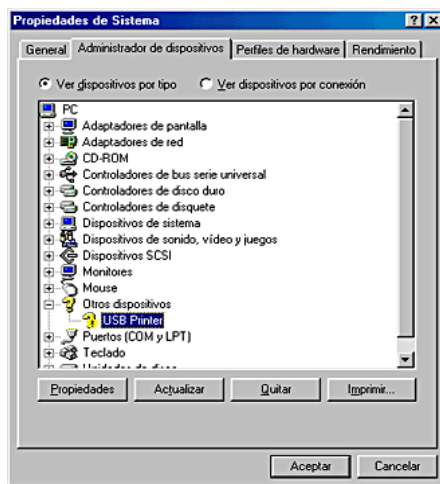 Propiedades de Sistema
General Administrador de dispositivos Perfiles de hardware Rendimiento
Ver dispositivos por tipo Ver dispositivos por conexión
PC
Adaptadores de pantalla
Adaptadores de red
CD-ROM
Controladores de bus serie universal
Controladores de disco duro
Controladores de disquete
Dispositivos de sistema
Dispositivos de sonido, vídeo y juegos
Dispositivos SCSI
Monitores
Mouse
Otros dispositivos
USB Printer
Puertos (COM y LPT)
Teclado
Unidades de disco
Propiedades Actualizar Quitar Imprimir...
Aceptar Cancelar